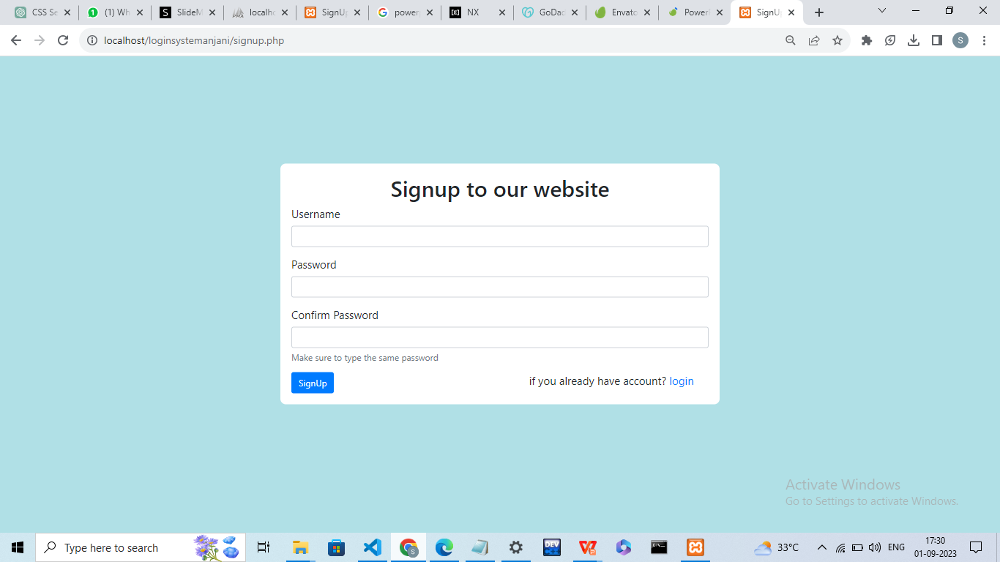 CSS Se
(1) Wh
SlideM
localho
SignUp
power
NX
GoDad
Envato
PowerP
SignUp
localhost/loginsystemanjani/signup.php
S
Signup to our website
Username
Password
Confirm Password
Make sure to type the same password
SignUp
if you already have account? login
Activate Windows
Go to Settings to activate Windows.
Type here to search
DEV
33°C
ENG
17:30
01-09-2023